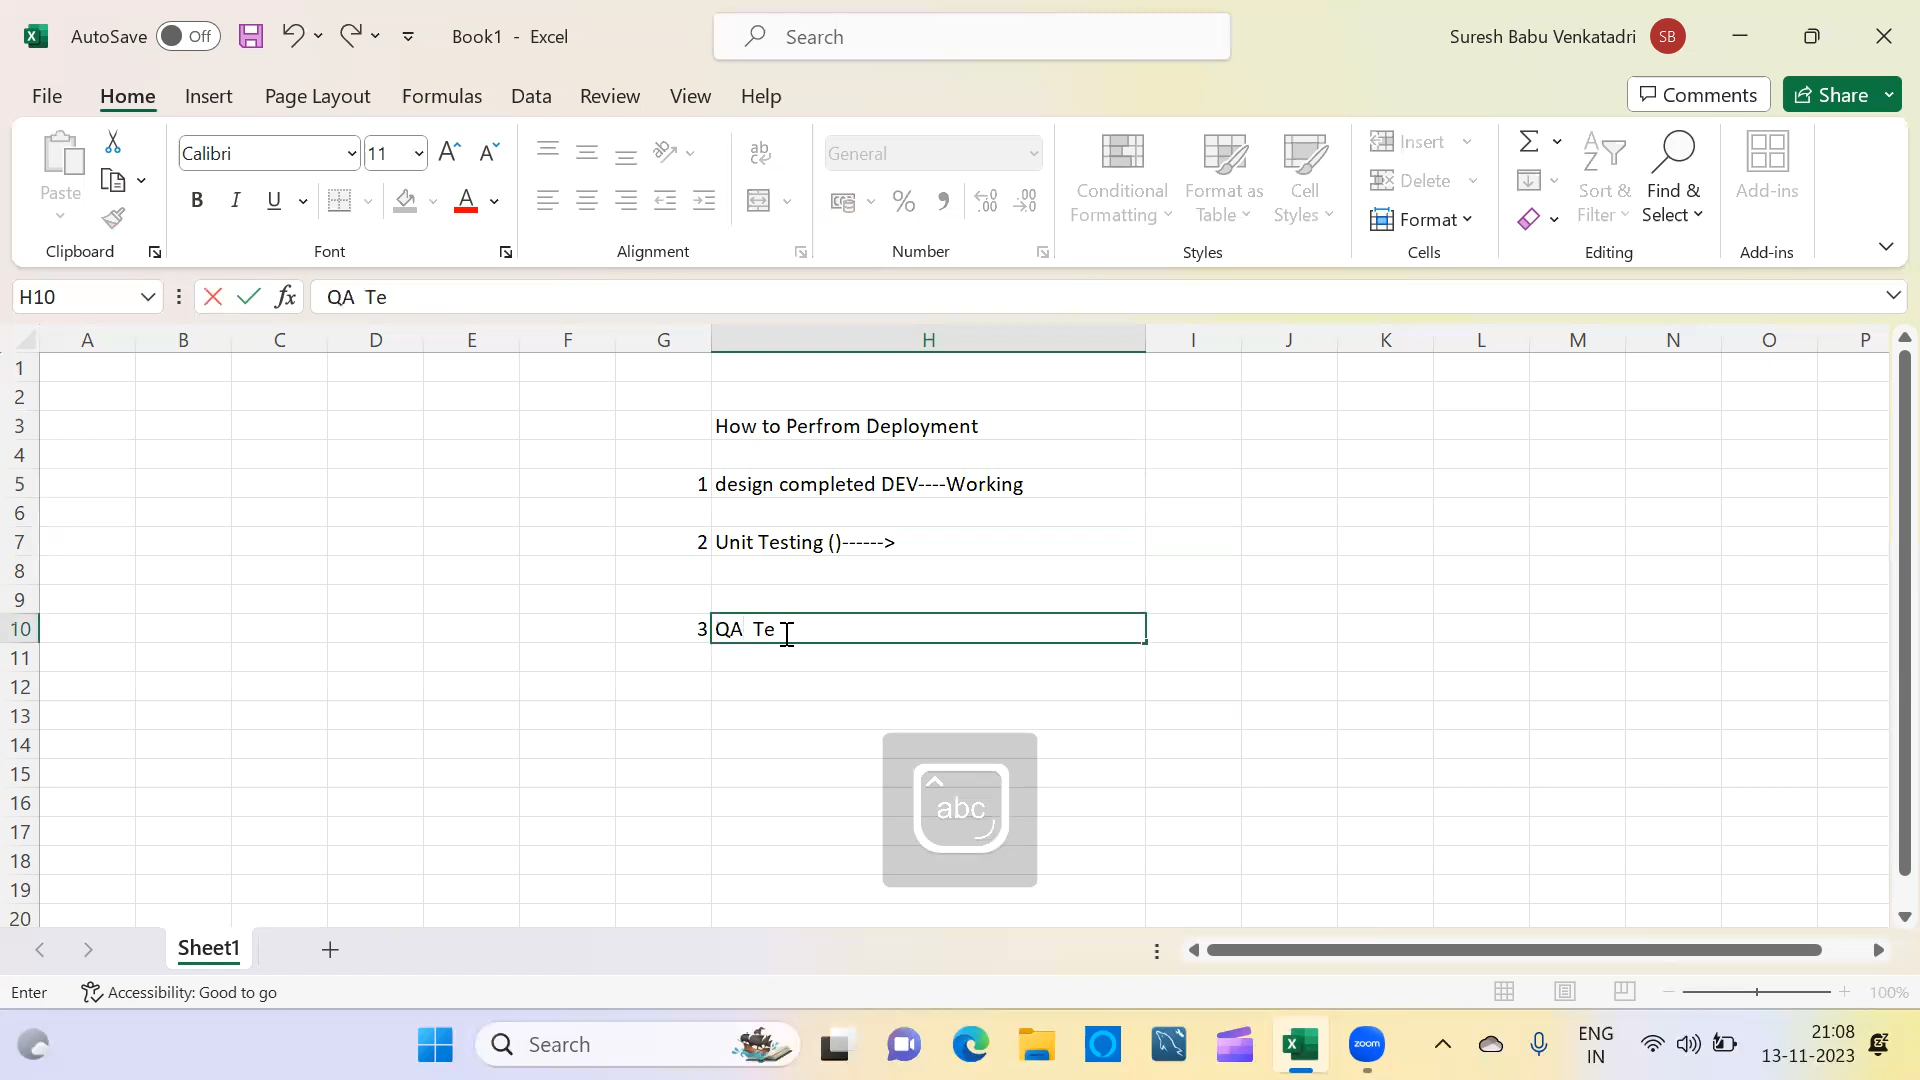 AutoSave Off Book1 - Excel Search Suresh Babu Venkatadri SB
File Home Insert Page Layout Formulas Data Review View Help Comments Share
Paste Calibri 11 General Conditional Formatting Format as Table Cell Styles Insert Delete Format Sort & Filter Find & Select Add-ins
Clipboard Font Alignment Number Styles Cells Editing Add-ins
H10 fx QA Te
A B C D E F G H I J K L M N O P
1
2
3 How to Perfrom Deployment
4
5 1 design completed DEV----Working
6
7 2 Unit Testing ()------>
8
9
10 3 QA Te
11
12
13
14
15
16
17
18
19
20
abc
Sheet1
Enter Accessibility: Good to go 100%
Search zoom ENG IN 21:08 13-11-2023